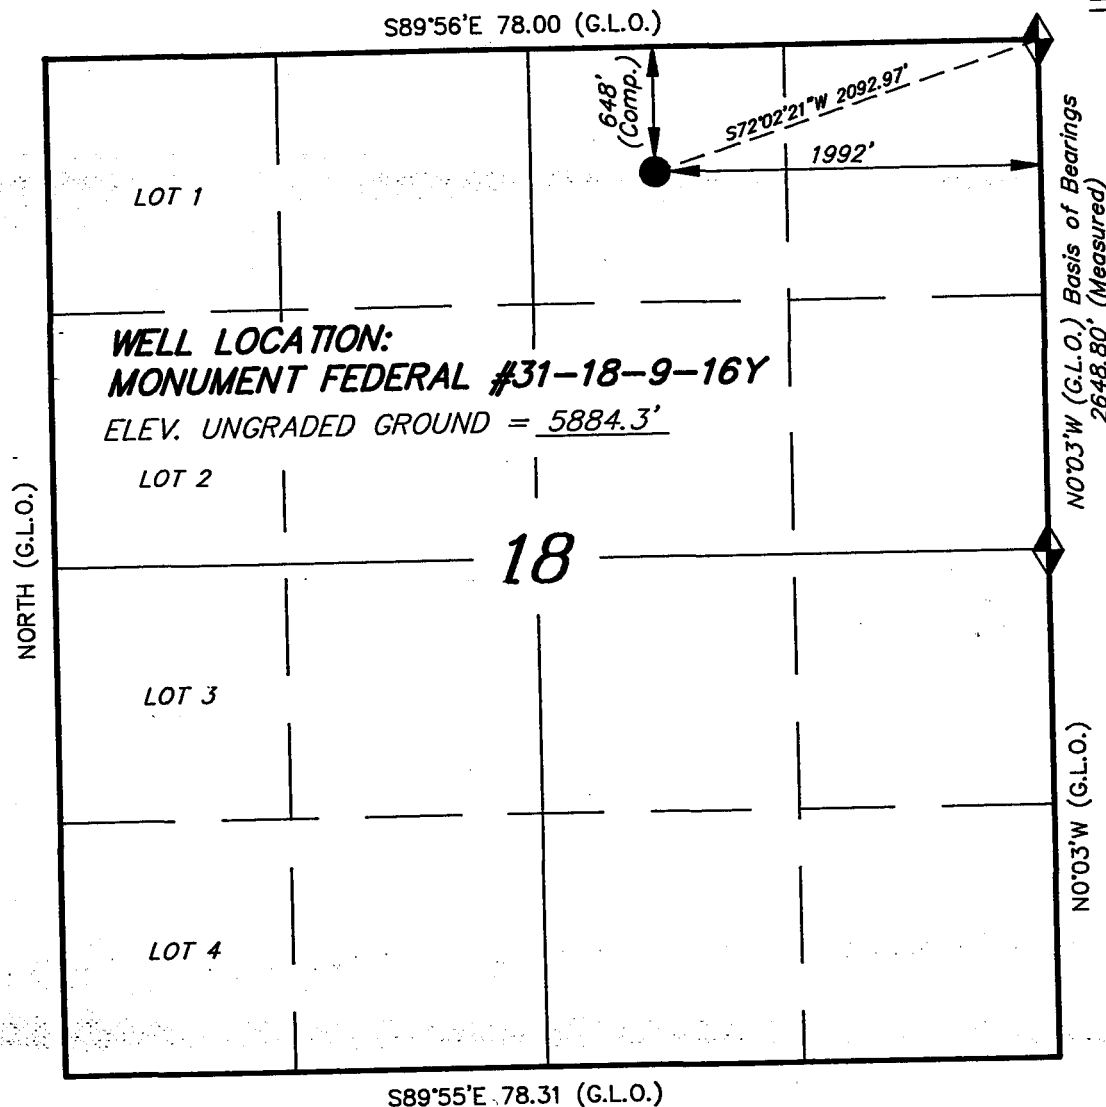 S89°56'E 78.00 (G.L.O.)
648'
(Comp.)
S72°02'21"W 2092.97'
1992'
LOT 1
N0°03'W (G.L.O.) Basis of Bearings
2648.80' (Measured)
WELL LOCATION:
MONUMENT FEDERAL #31-18-9-16Y
ELEV. UNGRADED GROUND = 5884.3'
LOT 2
NORTH (G.L.O.)
18
LOT 3
N0°03'W (G.L.O.)
LOT 4
S89°55'E 78.31 (G.L.O.)